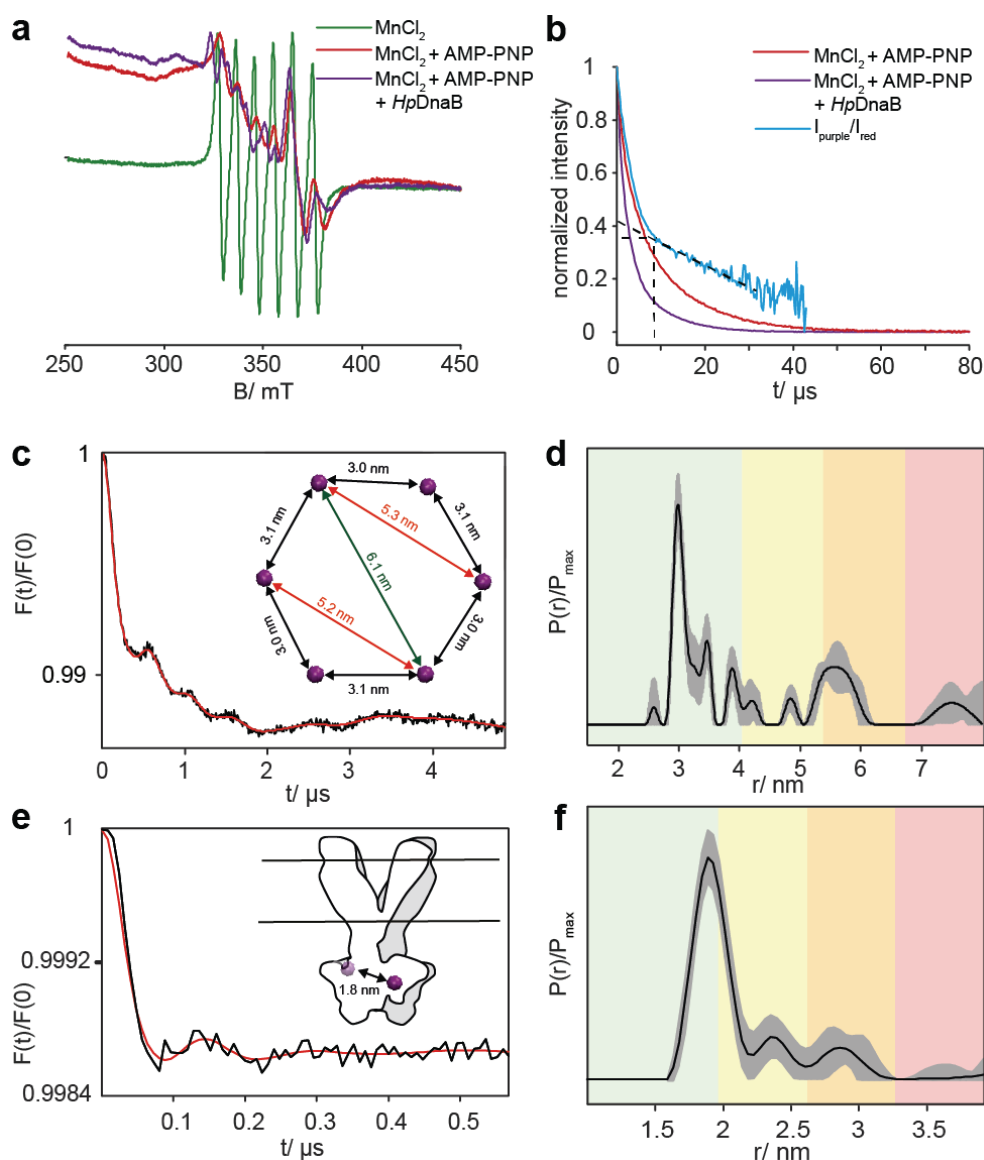 a
MnCl2
MnCl2 + AMP-PNP
MnCl2 + AMP-PNP
+ HpDnaB
250
300
350
400
450
B/ mT
b
MnCl2 + AMP-PNP
MnCl2 + AMP-PNP
+ HpDnaB
Ipurple/Ired
normalized intensity
1
0.8
0.6
0.4
0.2
0
0
20
40
60
80
t/ µs
c
1
0.99
F(t)/F(0)
3.0 nm
3.1 nm
3.1 nm
5.3 nm
6.1 nm
5.2 nm
3.0 nm
3.0 nm
3.1 nm
0
1
2
3
4
t/ µs
d
P(r)/Pmax
2
3
4
5
6
7
r/ nm
e
1
0.9992
0.9984
F(t)/F(0)
1.8 nm
0.1
0.2
0.3
0.4
0.5
t/ µs
f
P(r)/Pmax
1.5
2
2.5
3
3.5
r/ nm